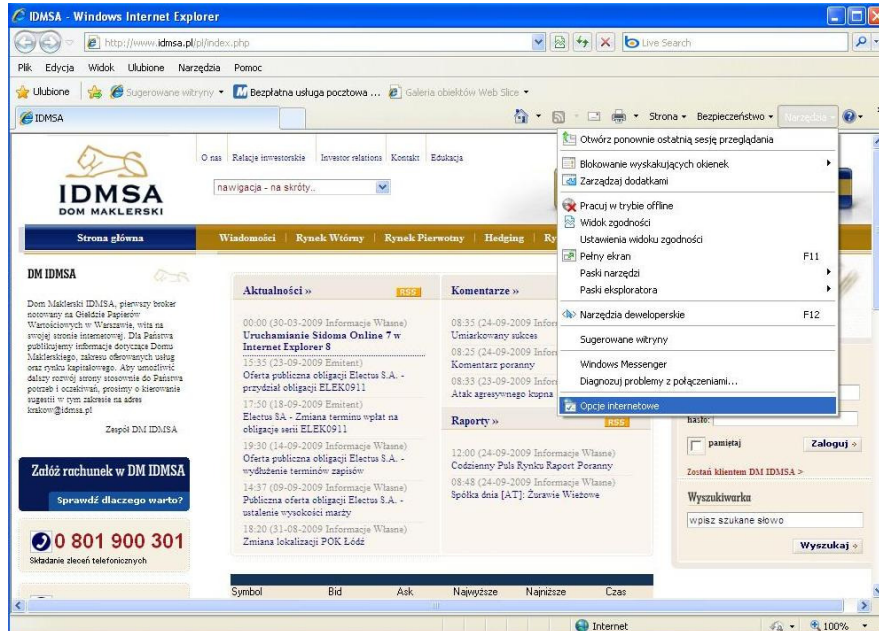 IDMSA - Windows Internet Explorer
http://www.idmsa.pl/pl/index.php
Live Search
Plik Edycja Widok Ulubione Narzędzia Pomoc
Ulubione Sugerowane witryny Bezpłatna usługa pocztowa ... Galeria obiektów Web Slice
IDMSA
Strona Bezpieczeństwo Narzędzia
Otwórz ponownie ostatnią sesję przeglądania
Blokowanie wyskakujących okienek
Zarządzaj dodatkami
Pracuj w trybie offline
Widok zgodności
Ustawienia widoku zgodności
Pełny ekran F11
Paski narzędzi
Paski eksploratora
Narzędzia deweloperskie F12
Sugerowane witryny
Windows Messenger
Diagnozuj problemy z połączeniami...
Opcje internetowe
O nas Relacje inwestorskie Investor relations Kontakt Edukacja
nawigacja - na skróty..
IDMSA
DOM MAKLERSKI
Strona główna Wiadomości Rynek Wtórny Rynek Pierwotny Hedging
DM IDMSA
Dom Maklerski IDMSA, pierwszy broker
notowany na Giełdzie Papierów
Wartościowych w Warszawie, wita na
swojej stronie internetowej. Dla Państwa
publikujemy informacje dotyczące Domu
Maklerskiego, zakresu oferowanych usług
oraz rynku kapitałowego. Aby umożliwić
dalszy rozwój strony stosownie do Państwa
potrzeb i oczekiwań, prosimy o kierowanie
sugestii w tym zakresie na adres
krakow@idmsa.pl
Zespół DM IDMSA
Załóż rachunek w DM IDMSA
Sprawdź dlaczego warto?
0 801 900 301
Składanie zleceń telefonicznych
Aktualności » RSS
00:00 (30-03-2009 Informacje Własne)
Uruchamianie Sidoma Online 7 w
Internet Explorer 8
15:35 (23-09-2009 Emitent)
Oferta publiczna obligacji Electus S.A. -
przydział obligacji ELEK0911
17:50 (18-09-2009 Emitent)
Electus SA - Zmiana terminu wpłat na
obligacje serii ELEK0911
19:30 (14-09-2009 Informacje Własne)
Oferta publiczna obligacji Electus S.A. -
wydłużenie terminów zapisów
14:37 (09-09-2009 Informacje Własne)
Publiczna oferta obligacji Electus S.A. -
ustalenie wysokości marży
18:20 (31-08-2009 Informacje Własne)
Zmiana lokalizacji POK Łódź
Komentarze »
08:35 (24-09-2009
Umiarkowany sukces
08:25 (24-09-2009
Komentarz poranny
08:33 (23-09-2009
Atak agresywnego kupna
Raporty » RSS
12:00 (24-09-2009 Informacje Własne)
Codzienny Puls Rynku Raport Poranny
08:48 (24-09-2009 Informacje Własne)
Spółka dnia [AT]: Żurawie Wieżowe
hasło:
pamiętaj Zaloguj »
Zostań klientem DM IDMSA >
Wyszukiwarka
wpisz szukane słowo
Wyszukaj »
Symbol Bid Ask Najwyższe Najniższe Czas
Internet 100%